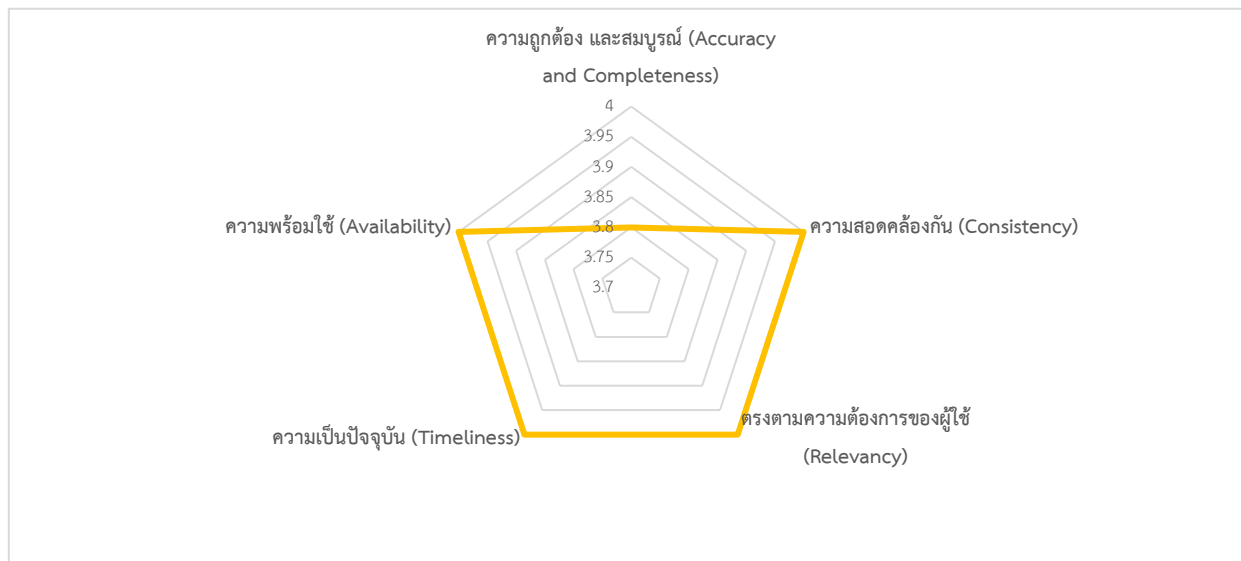 ความถูกต้อง และสมบูรณ์ (Accuracy
and Completeness)
4
3.95
3.9
3.85
3.8
3.75
3.7
ความพร้อมใช้ (Availability)
ความสอดคล้องกัน (Consistency)
ความเป็นปัจจุบัน (Timeliness)
ตรงตามความต้องการของผู้ใช้
(Relevancy)